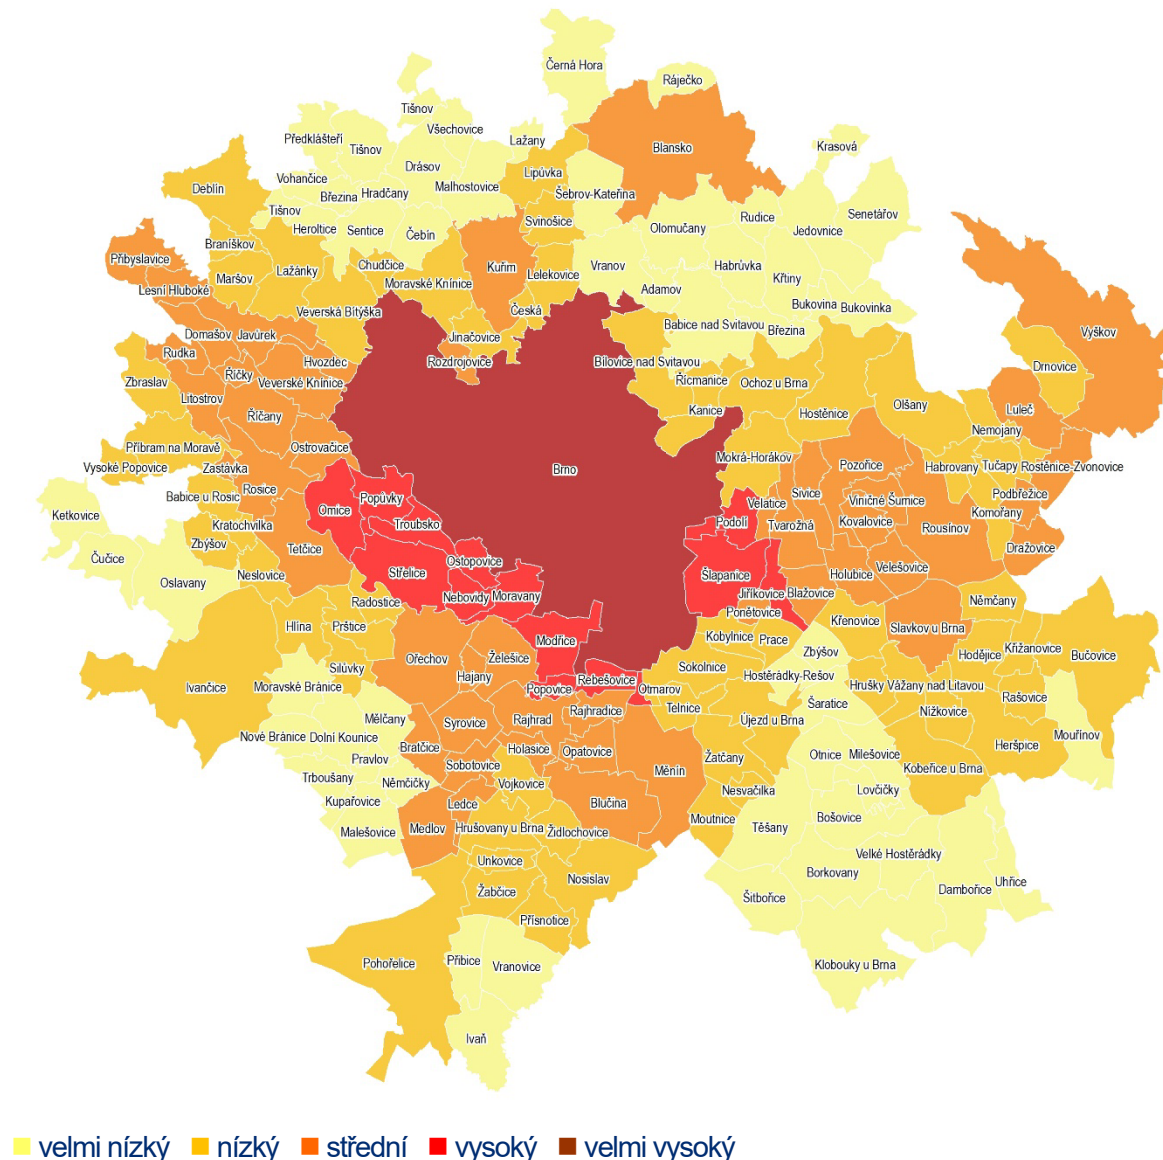 Černá Hora
Ráječko
Tišnov
Všechovice
Předklášteří
Tišnov
Lažany
Blansko
Krasová
Drásov
Lipůvka
Vohančice
Deblín
Březina
Hradčany
Malhostovice
Šebrov-Kateřina
Tišnov
Svinošice
Rudice
Senetářov
Heroltice
Sentice
Čebín
Olomučany
Jedovnice
Braníškov
Přibyslavice
Maršov
Lažánky
Chudčice
Kuřim
Lelekovice
Vranov
Habrůvka
Křtiny
Lesní Hluboké
Moravské Knínice
Adamov
Bukovina
Bukovinka
Veverská Bítýška
Česká
Vyškov
Domašov
Javůrek
Jinačovice
Babice nad Svitavou
Březina
Drnovice
Rudka
Hvozdec
Rozdrojovice
Bílovice nad Svitavou
Zbraslav
Říčky
Veverské Knínice
Řícmanice
Ochoz u Brna
Litostrov
Říčany
Kanice
Hostěnice
Olšany
Luleč
Nemojany
Příbram na Moravě
Ostrovačice
Vysoké Popovice
Zastávka
Brno
Mokrá-Horákov
Pozořice
Habrovany
Tučapy
Rostěnice-Zvonovice
Rosice
Babice u Rosic
Popůvky
Omice
Velatice
Sivice
Viničné Šumice
Podbřežice
Ketkovice
Kratochvilka
Troubsko
Podolí
Tvarožná
Kovalovice
Rousínov
Komořany
Zbýšov
Tetčice
Ostopovice
Dražovice
Čučice
Oslavany
Neslovice
Střelice
Šlapanice
Holubice
Velešovice
Nebovidy
Moravany
Jiříkovice
Blažovice
Radostice
Ponětovice
Němčany
Hlína
Prštice
Modřice
Kobylnice
Prace
Křenovice
Slavkov u Brna
Ořechov
Želešice
Zbýšov
Hodějice
Křižanovice
Bučovice
Silůvky
Hajany
Rebešovice
Sokolnice
Hostěrádky-Rešov
Ivančice
Moravské Bránice
Popovice
Otmarov
Hrušky
Vážany nad Litavou
Rašovice
Telnice
Šaratice
Mělčany
Syrovice
Rajhrad
Rajhradice
Újezd u Brna
Nížkovice
Nové Bránice
Dolní Kounice
Bratčice
Holasice
Opatovice
Otnice
Milešovice
Heršpice
Mouřínov
Pravlov
Sobotovice
Měnín
Žatčany
Kobeřice u Brna
Trboušany
Němčičky
Vojkovice
Nesvačilka
Lovčičky
Kupařovice
Ledce
Blučina
Malešovice
Medlov
Hrušovany u Brna
Židlochovice
Moutnice
Těšany
Bošovice
Unkovice
Velké Hostěrádky
Žabčice
Nosislav
Šitbořice
Borkovany
Dambořice
Uhřice
Přísnotice
Pohořelice
Přibice
Vranovice
Klobouky u Brna
Ivaň
velmi nízký nízký střední vysoký velmi vysoký